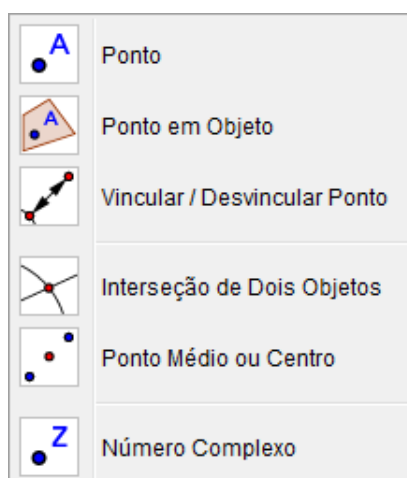 A Ponto
A Ponto em Objeto
Vincular / Desvincular Ponto
Interseção de Dois Objetos
Ponto Médio ou Centro
Z Número Complexo